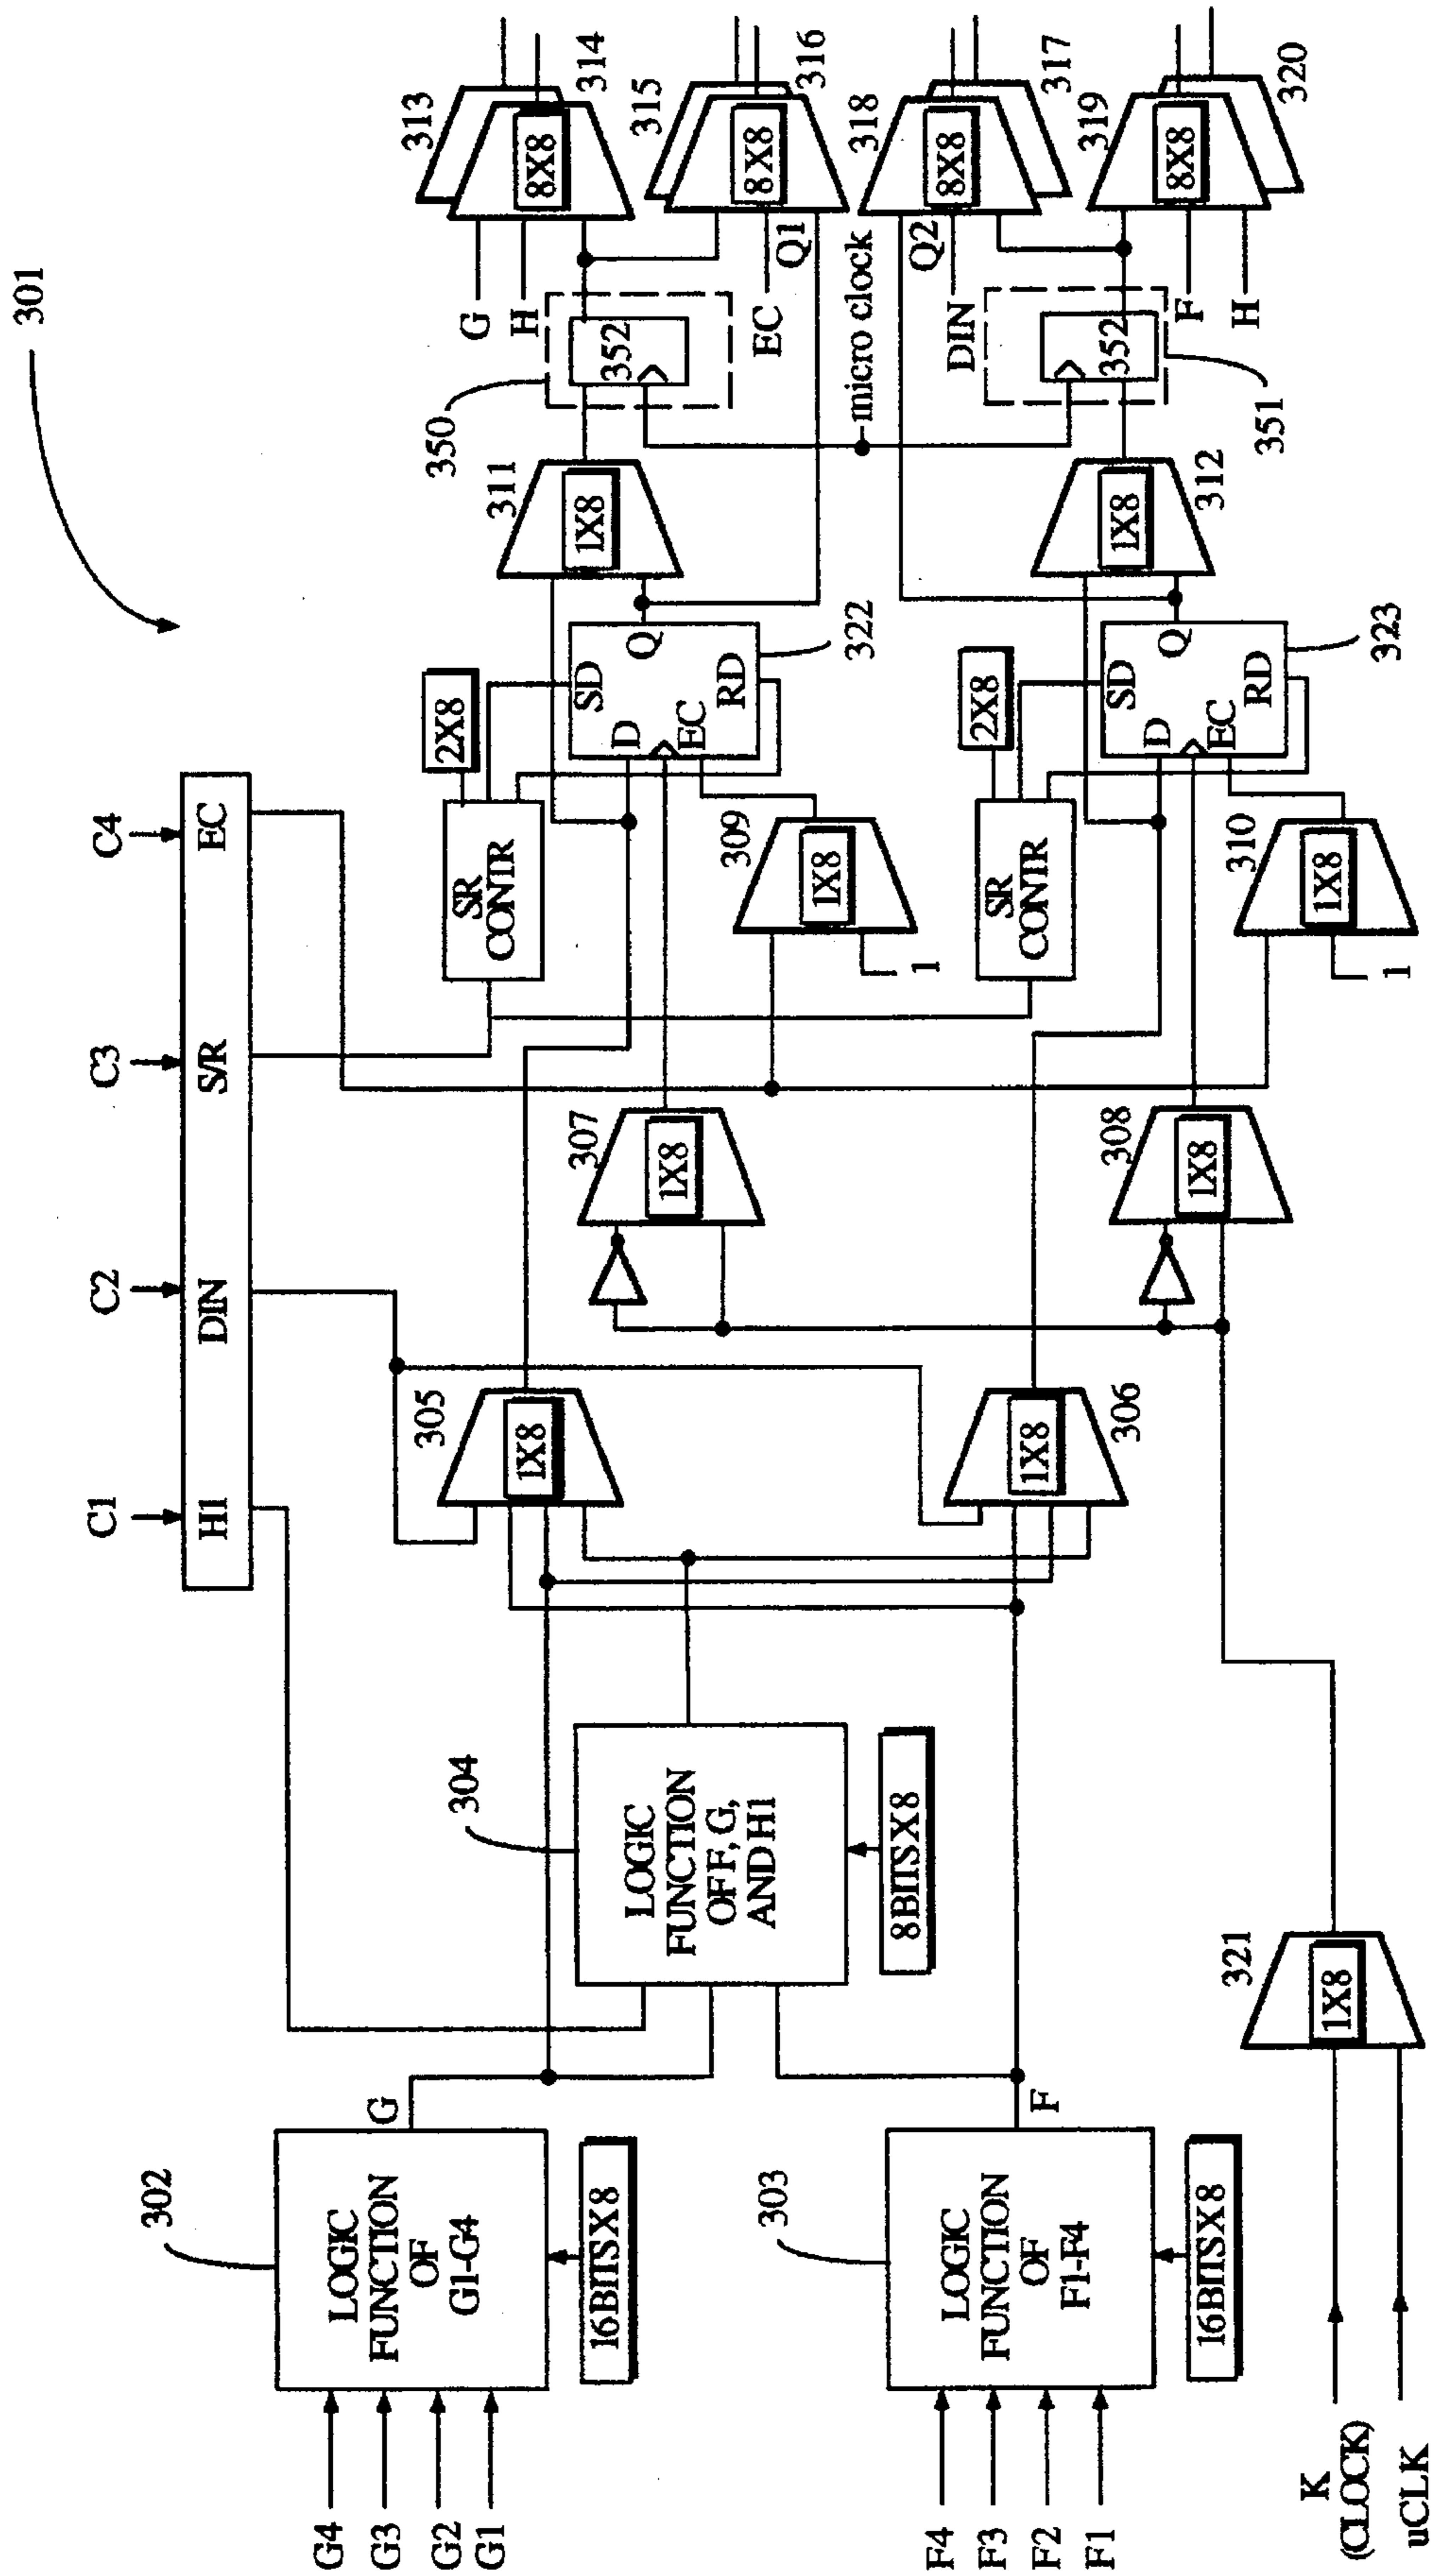 301
C1
C2
C3
C4
H1
DIN
S/R
EC
302
LOGIC
FUNCTION
OF
G1-G4
16BITSX8
G4
G3
G2
G1
G
304
LOGIC
FUNCTION
OF F, G,
AND H1
8BITSX8
303
LOGIC
FUNCTION
OF
F1-F4
16BITSX8
F4
F3
F2
F1
F
K
(CLOCK)
uCLK
321
1X8
305
1X8
306
1X8
307
1X8
308
1X8
SR
CONTR
2X8
309
1X8
1
SD
D
EC
RD
Q
322
SR
CONTR
2X8
310
1X8
1
SD
D
EC
RD
Q
323
311
1X8
312
1X8
350
352
micro clock
352
351
G
H
313
8X8
314
EC
Q1
315
8X8
316
Q2
DIN
318
8X8
317
F
H
319
8X8
320